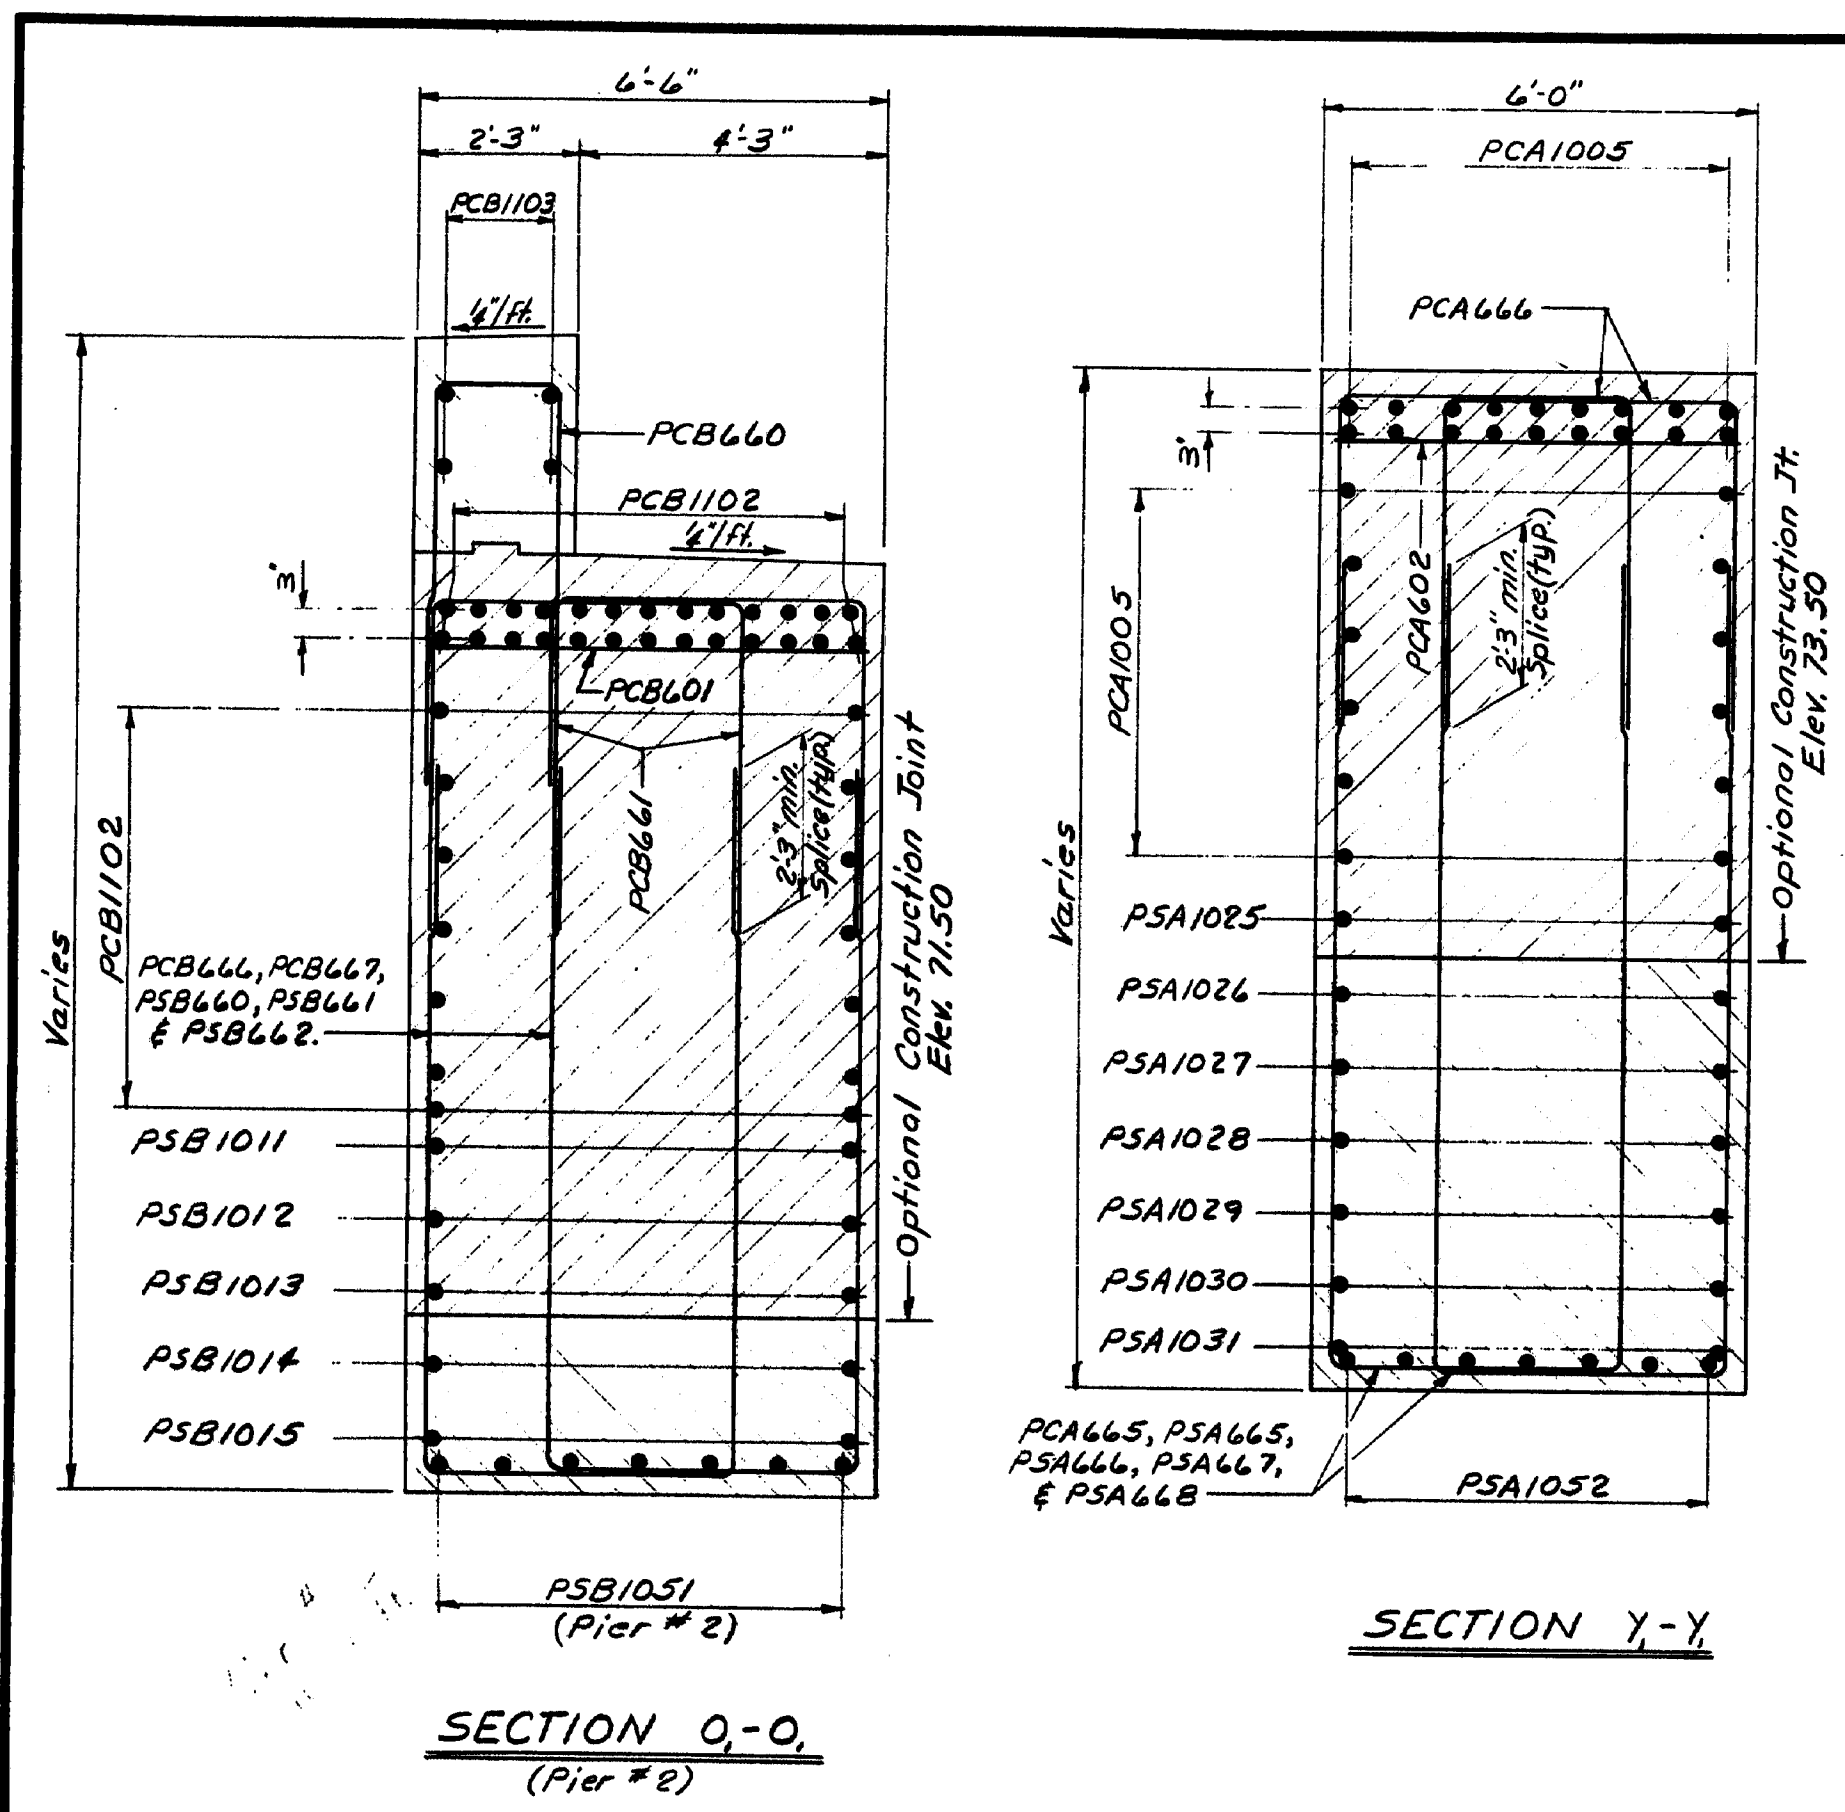 6'-6"
2'-3"
4'-3"
PCB1103
1/4"/ft.
PCB660
PCB1102
1/4"/ft.
3"
PCB601
PCB1102
PCB661
2'-3" min.
Splice (typ.)
Optional Construction Joint
Elev. 71.50
Varies
PCB666, PCB667,
PSB660, PSB661
& PSB662.
PSB1011
PSB1012
PSB1013
PSB1014
PSB1015
PSB1051
(Pier #2)
SECTION O₁-O₁
(Pier #2)
6'-0"
PCA1005
PCA666
3"
PCA1005
PCA602
2'-3" min.
Splice (typ.)
Optional Construction Jt.
Elev. 73.50
Varies
PSA1025
PSA1026
PSA1027
PSA1028
PSA1029
PSA1030
PSA1031
PCA665, PSA665,
PSA666, PSA667,
& PSA668
PSA1052
SECTION Y₁-Y₁